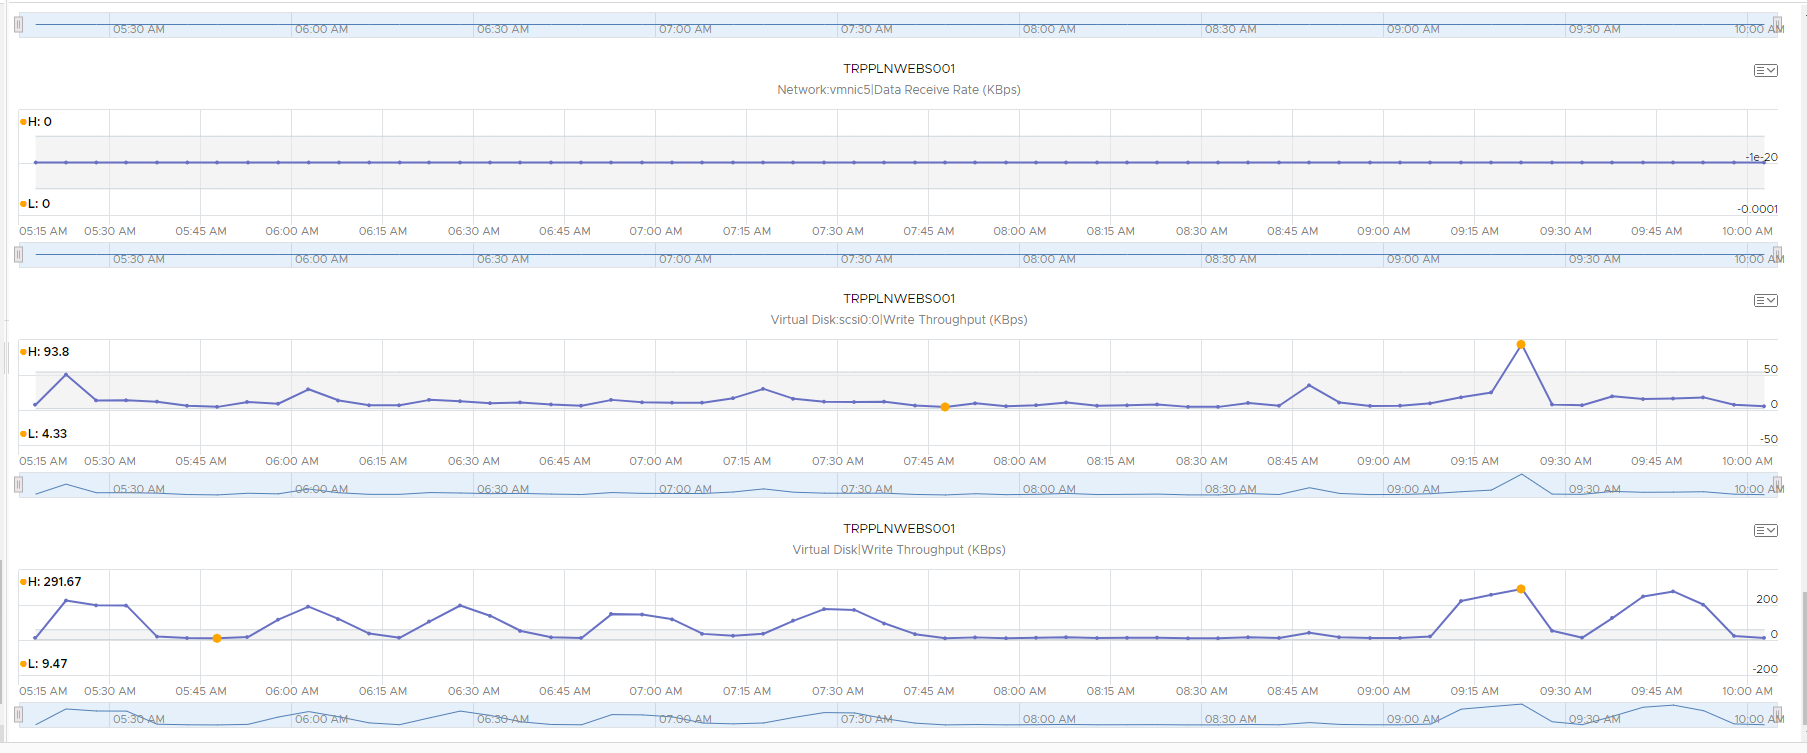 05:30 AM 06:00 AM 06:30 AM 07:00 AM 07:30 AM 08:00 AM 08:30 AM 09:00 AM 09:30 AM 10:00 AM
TRPPLNWEBS001
Network:vmnic5|Data Receive Rate (KBps)
H: 0
-1e-20
L: 0
-0.0001
05:15 AM 05:30 AM 05:45 AM 06:00 AM 06:15 AM 06:30 AM 06:45 AM 07:00 AM 07:15 AM 07:30 AM 07:45 AM 08:00 AM 08:15 AM 08:30 AM 08:45 AM 09:00 AM 09:15 AM 09:30 AM 09:45 AM 10:00 AM
05:30 AM 06:00 AM 06:30 AM 07:00 AM 07:30 AM 08:00 AM 08:30 AM 09:00 AM 09:30 AM 10:00 AM
TRPPLNWEBS001
Virtual Disk:scsi0:0|Write Throughput (KBps)
H: 93.8
50
0
L: 4.33
-50
05:15 AM 05:30 AM 05:45 AM 06:00 AM 06:15 AM 06:30 AM 06:45 AM 07:00 AM 07:15 AM 07:30 AM 07:45 AM 08:00 AM 08:15 AM 08:30 AM 08:45 AM 09:00 AM 09:15 AM 09:30 AM 09:45 AM 10:00 AM
05:30 AM 06:00 AM 06:30 AM 07:00 AM 07:30 AM 08:00 AM 08:30 AM 09:00 AM 09:30 AM 10:00 AM
TRPPLNWEBS001
Virtual Disk|Write Throughput (KBps)
H: 291.67
200
0
L: 9.47
-200
05:15 AM 05:30 AM 05:45 AM 06:00 AM 06:15 AM 06:30 AM 06:45 AM 07:00 AM 07:15 AM 07:30 AM 07:45 AM 08:00 AM 08:15 AM 08:30 AM 08:45 AM 09:00 AM 09:15 AM 09:30 AM 09:45 AM 10:00 AM
05:30 AM 06:00 AM 06:30 AM 07:00 AM 07:30 AM 08:00 AM 08:30 AM 09:00 AM 09:30 AM 10:00 AM